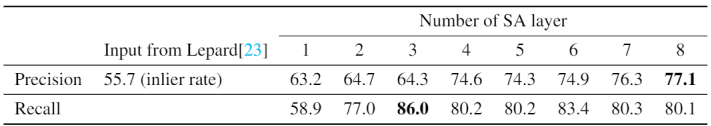 Number of SA layer
Input from Lepard[23] 1 2 3 4 5 6 7 8
Precision 55.7 (inlier rate) 63.2 64.7 64.3 74.6 74.3 74.9 76.3 77.1
Recall 58.9 77.0 86.0 80.2 80.2 83.4 80.3 80.1